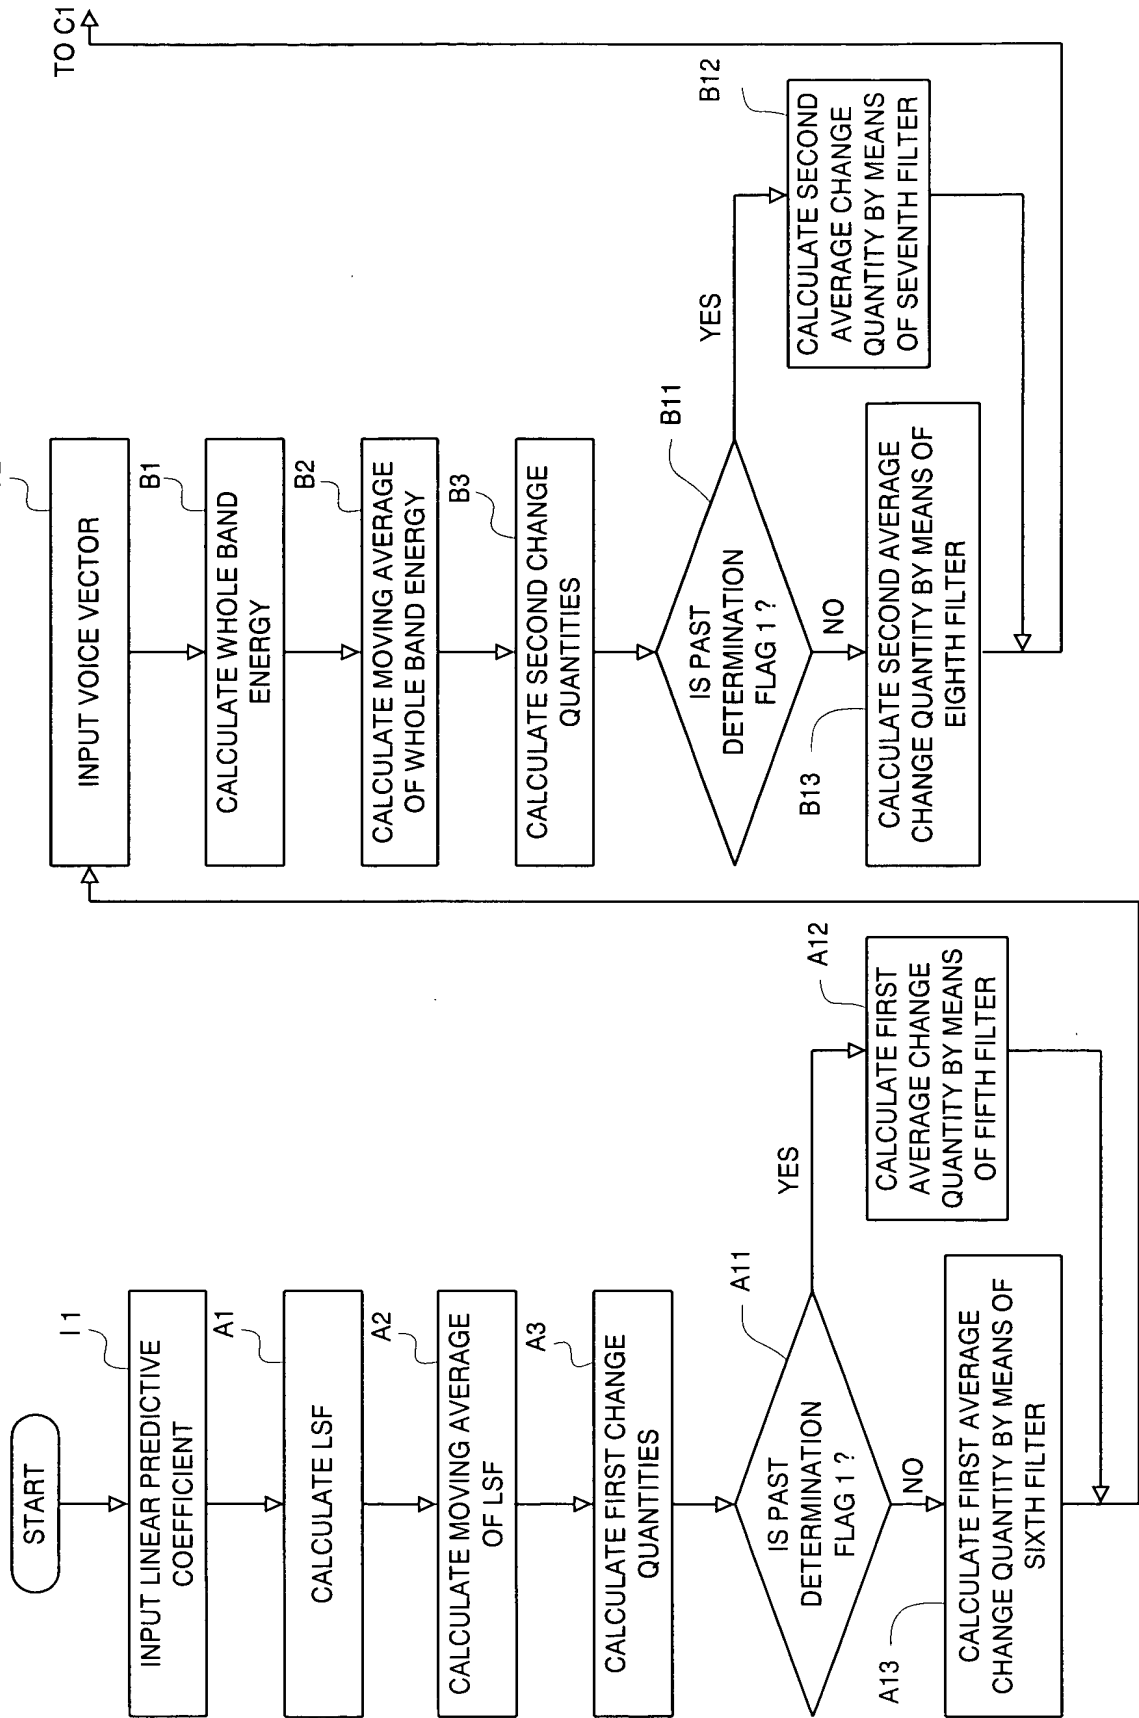 START
I1
INPUT LINEAR PREDICTIVE
COEFFICIENT
A1
CALCULATE LSF
A2
CALCULATE MOVING AVERAGE
OF LSF
A3
CALCULATE FIRST CHANGE
QUANTITIES
A11
IS PAST
DETERMINATION
FLAG 1 ?
YES
NO
A12
CALCULATE FIRST
AVERAGE CHANGE
QUANTITY BY MEANS
OF FIFTH FILTER
A13
CALCULATE FIRST AVERAGE
CHANGE QUANTITY BY MEANS OF
SIXTH FILTER
INPUT VOICE VECTOR
B1
CALCULATE WHOLE BAND
ENERGY
B2
CALCULATE MOVING AVERAGE
OF WHOLE BAND ENERGY
B3
CALCULATE SECOND CHANGE
QUANTITIES
B11
IS PAST
DETERMINATION
FLAG 1 ?
YES
NO
B12
CALCULATE SECOND
AVERAGE CHANGE
QUANTITY BY MEANS
OF SEVENTH FILTER
B13
CALCULATE SECOND AVERAGE
CHANGE QUANTITY BY MEANS OF
EIGHTH FILTER
TO C1